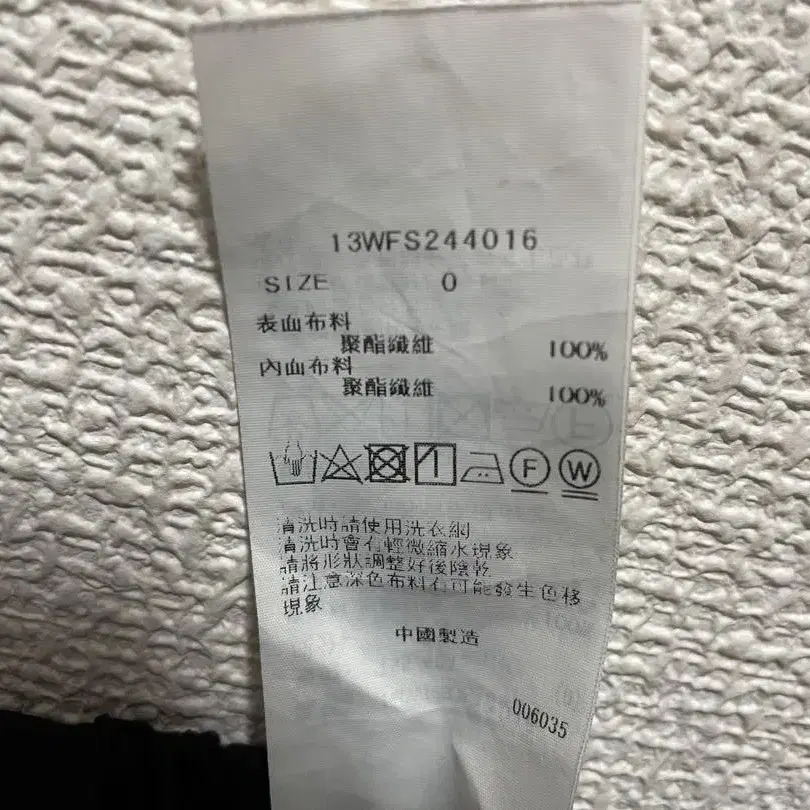 13WFS244016
SIZE 0
表面布料
聚酯纖維 100%
內面布料
聚酯纖維 100%
F W
清洗時請使用洗衣網
清洗時會有輕微縮水現象
請將形狀調整好後陰乾
請注意深色布料有可能發生色移
現象
中國製造
006035